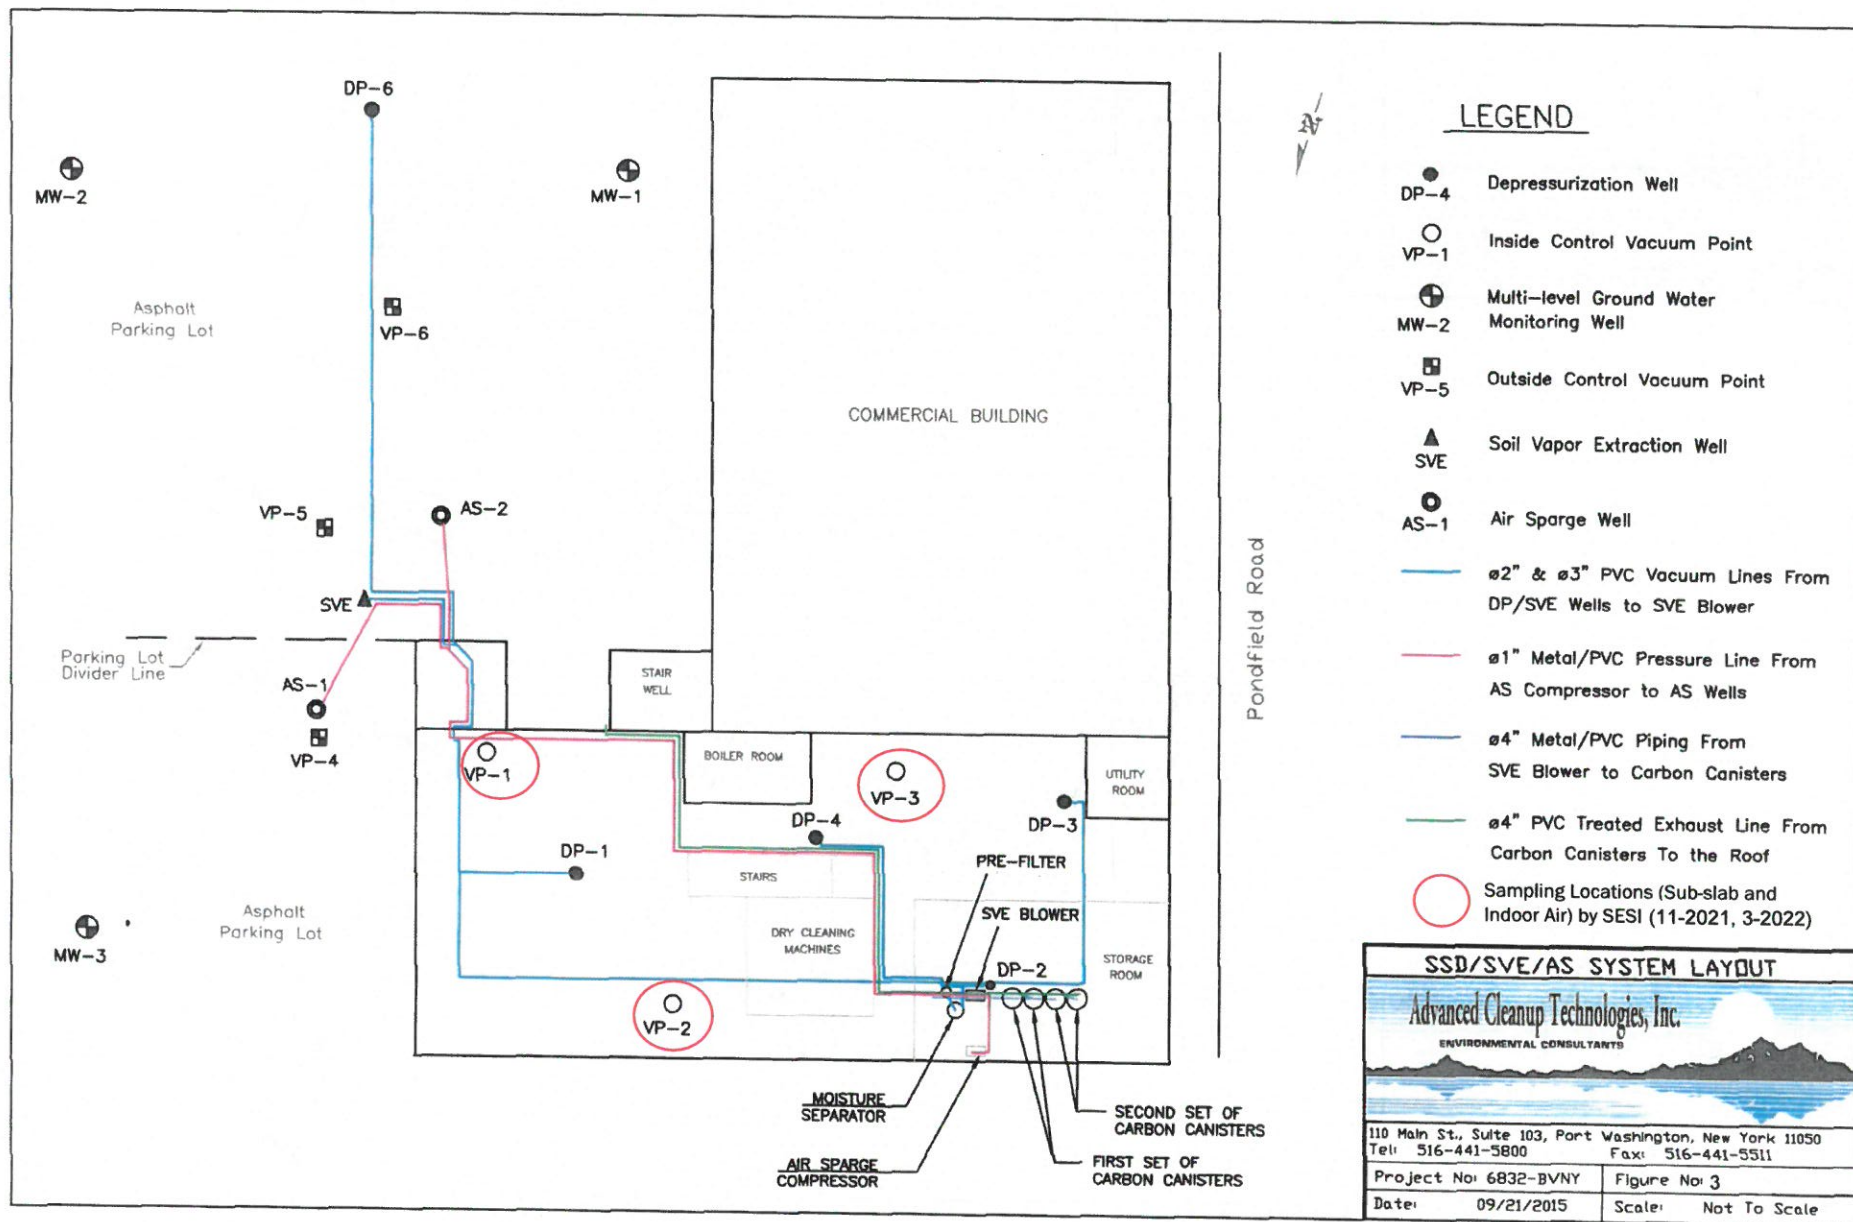 DP-6
MW-2
MW-1
Asphalt
Parking Lot
VP-6
COMMERCIAL BUILDING
VP-5
AS-2
SVE
Parking Lot
Divider Line
STAIR
WELL
AS-1
VP-4
VP-1
BOILER ROOM
VP-3
UTILITY
ROOM
DP-4
DP-3
DP-1
PRE-FILTER
STAIRS
SVE BLOWER
Asphalt
Parking Lot
MW-3
DRY CLEANING
MACHINES
DP-2
STORAGE
ROOM
VP-2
MOISTURE
SEPARATOR
SECOND SET OF
CARBON CANISTERS
AIR SPARGE
COMPRESSOR
FIRST SET OF
CARBON CANISTERS
Pondfield Road
N
LEGEND
DP-4
Depressurization Well
VP-1
Inside Control Vacuum Point
MW-2
Multi-level Ground Water
Monitoring Well
VP-5
Outside Control Vacuum Point
SVE
Soil Vapor Extraction Well
AS-1
Air Sparge Well
ø2" & ø3" PVC Vacuum Lines From
DP/SVE Wells to SVE Blower
ø1" Metal/PVC Pressure Line From
AS Compressor to AS Wells
ø4" Metal/PVC Piping From
SVE Blower to Carbon Canisters
ø4" PVC Treated Exhaust Line From
Carbon Canisters To the Roof
Sampling Locations (Sub-slab and
Indoor Air) by SESI (11-2021, 3-2022)
SSD/SVE/AS SYSTEM LAYOUT
Advanced Cleanup Technologies, Inc.
ENVIRONMENTAL CONSULTANTS
110 Main St., Suite 103, Port Washington, New York 11050
Tel: 516-441-5800 Fax: 516-441-5511
Project No: 6832-BVNY Figure No: 3
Date: 09/21/2015 Scale: Not To Scale